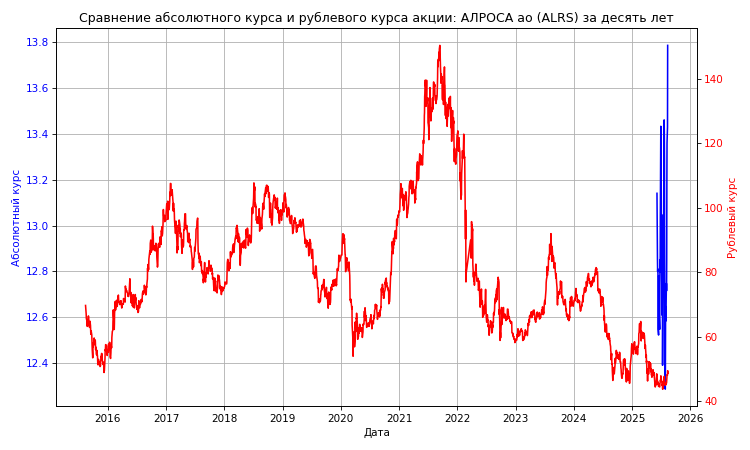 Сравнение абсолютного курса и рублевого курса акции: АЛРОСА ао (ALRS) за десять лет
13.8
13.6
13.4
13.2
13.0
12.8
12.6
12.4
Абсолютный курс
140
120
100
80
60
40
Рублевый курс
2016 2017 2018 2019 2020 2021 2022 2023 2024 2025 2026
Дата